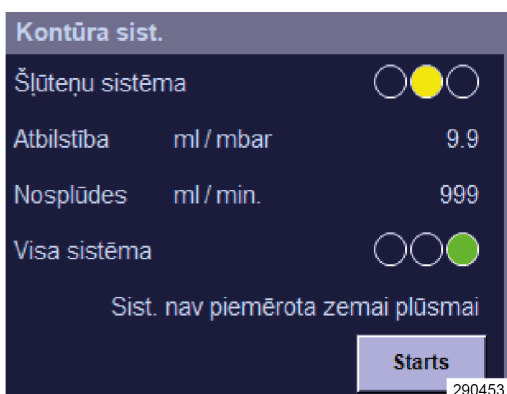 Kontūra sist.
Šļūteņu sistēma
Atbilstība ml / mbar 9.9
Nosplūdes ml / min. 999
Visa sistēma
Sist. nav piemērota zemai plūsmai
Starts
290453